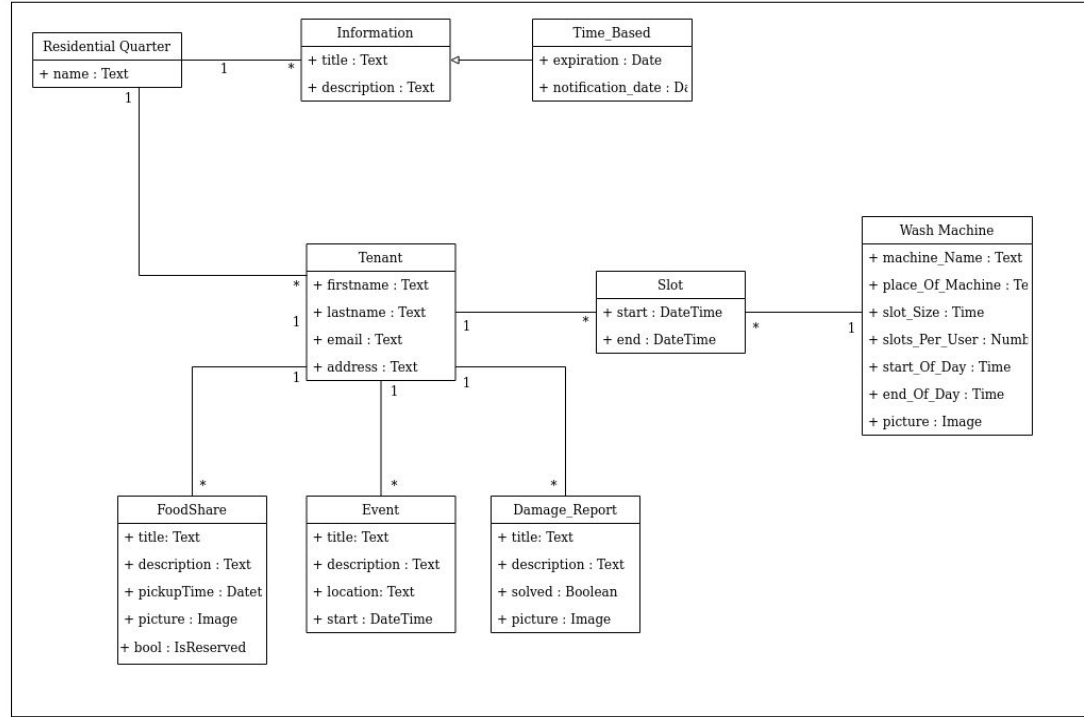 Residential Quarter
+ name : Text
1
*
1
Information
+ title : Text
+ description : Text
Time_Based
+ expiration : Date
+ notification_date : Da
Tenant
+ firstname : Text
+ lastname : Text
+ email : Text
+ address : Text
*
1
1
1
1
1
*
Slot
+ start : DateTime
+ end : DateTime
*
1
Wash Machine
+ machine_Name : Text
+ place_Of_Machine : Te
+ slot_Size : Time
+ slots_Per_User : Numb
+ start_Of_Day : Time
+ end_Of_Day : Time
+ picture : Image
*
*
*
FoodShare
+ title: Text
+ description : Text
+ pickupTime : Datet
+ picture : Image
+ bool : IsReserved
Event
+ title: Text
+ description : Text
+ location: Text
+ start : DateTime
Damage_Report
+ title: Text
+ description : Text
+ solved : Boolean
+ picture : Image